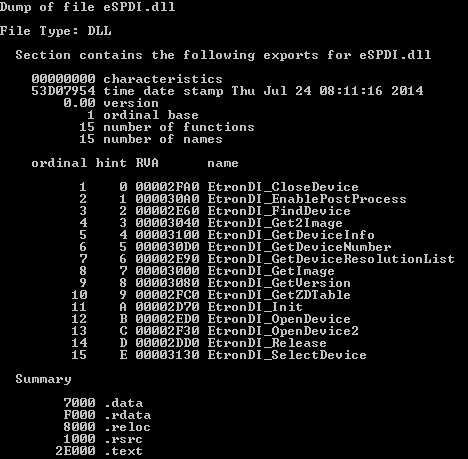 Dump of file eSPDI.dll
File Type: DLL
Section contains the following exports for eSPDI.dll
00000000 characteristics
53D07954 time date stamp Thu Jul 24 08:11:16 2014
0.00 version
1 ordinal base
15 number of functions
15 number of names
ordinal hint RVA name
1 0 00002FA0 EtronDI_CloseDevice
2 1 000030A0 EtronDI_EnablePostProcess
3 2 00002E60 EtronDI_FindDevice
4 3 00003040 EtronDI_Get2Image
5 4 00003100 EtronDI_GetDeviceInfo
6 5 000030D0 EtronDI_GetDeviceNumber
7 6 00002E90 EtronDI_GetDeviceResolutionList
8 7 00003000 EtronDI_GetImage
9 8 00003080 EtronDI_GetVersion
10 9 00002FC0 EtronDI_GetZDTable
11 A 00002D70 EtronDI_Init
12 B 00002ED0 EtronDI_OpenDevice
13 C 00002F30 EtronDI_OpenDevice2
14 D 00002DD0 EtronDI_Release
15 E 00003130 EtronDI_SelectDevice
Summary
7000 .data
F000 .rdata
8000 .reloc
1000 .rsrc
2E000 .text